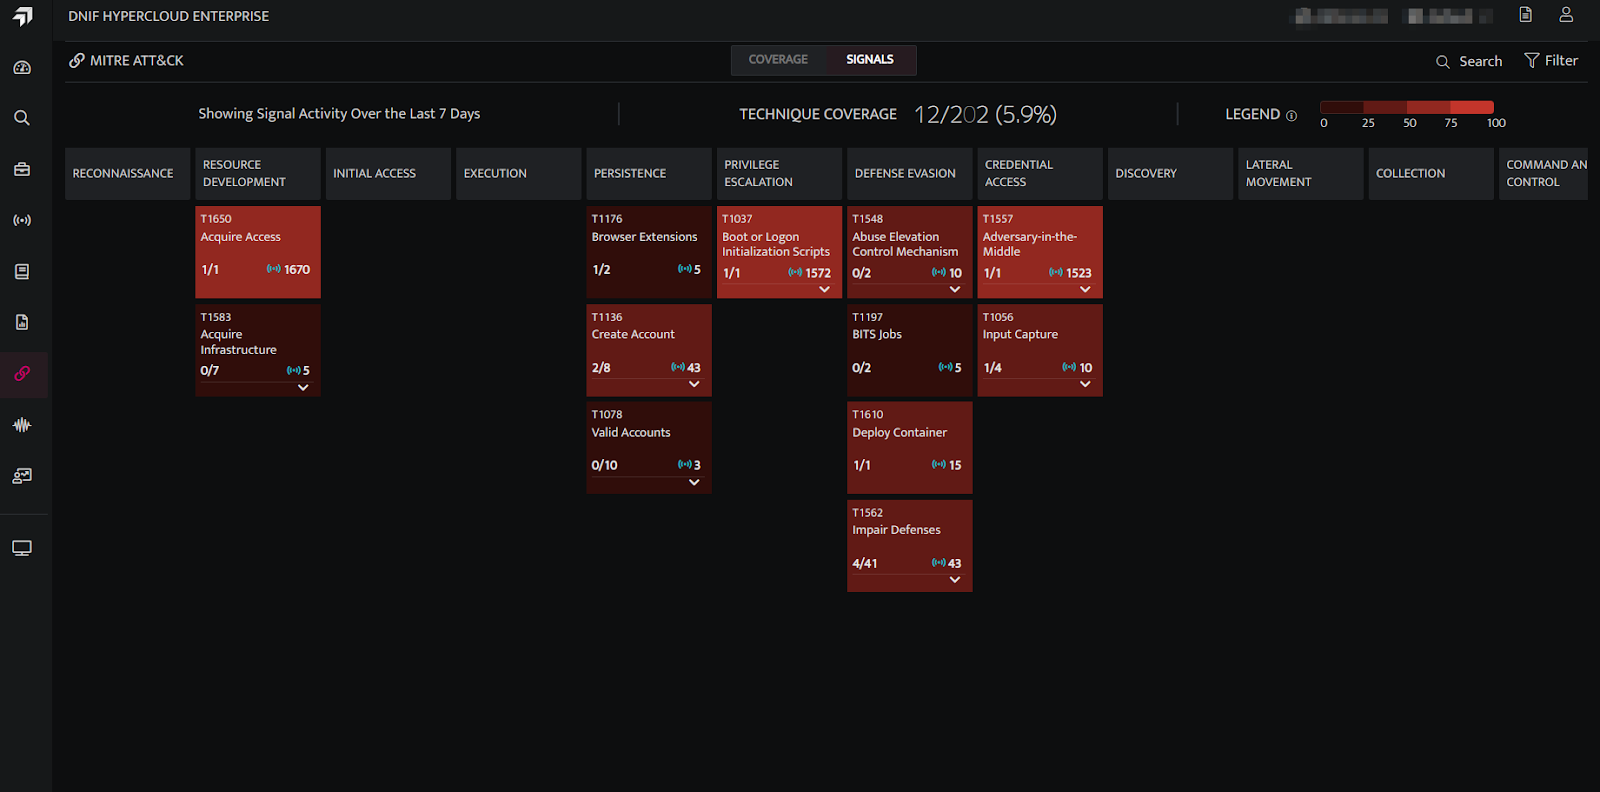 DNIF HYPERCLOUD ENTERPRISE
MITRE ATT&CK
COVERAGE
SIGNALS
Search
Filter
Showing Signal Activity Over the Last 7 Days
TECHNIQUE COVERAGE 12/202 (5.9%)
LEGEND
0 25 50 75 100
RECONNAISSANCE
RESOURCE
DEVELOPMENT
INITIAL ACCESS
EXECUTION
PERSISTENCE
PRIVILEGE
ESCALATION
DEFENSE EVASION
CREDENTIAL
ACCESS
DISCOVERY
LATERAL
MOVEMENT
COLLECTION
COMMAND AN
CONTROL
T1650
Acquire Access
1/1 1670
T1583
Acquire
Infrastructure
0/7 5
T1176
Browser Extensions
1/2 5
T1136
Create Account
2/8 43
T1078
Valid Accounts
0/10 3
T1037
Boot or Logon
Initialization Scripts
1/1 1572
T1548
Abuse Elevation
Control Mechanism
0/2 10
T1197
BITS Jobs
0/2 5
T1610
Deploy Container
1/1 15
T1562
Impair Defenses
4/41 43
T1557
Adversary-in-the-
Middle
1/1 1523
T1056
Input Capture
1/4 10